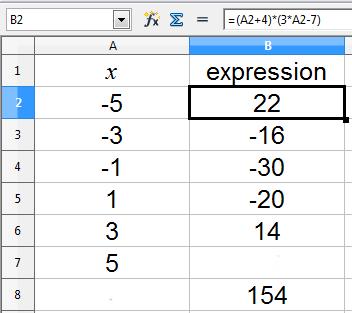 B2 =(A2+4)*(3*A2-7)
A B
1 x expression
2 -5 22
3 -3 -16
4 -1 -30
5 1 -20
6 3 14
7 5
8 154